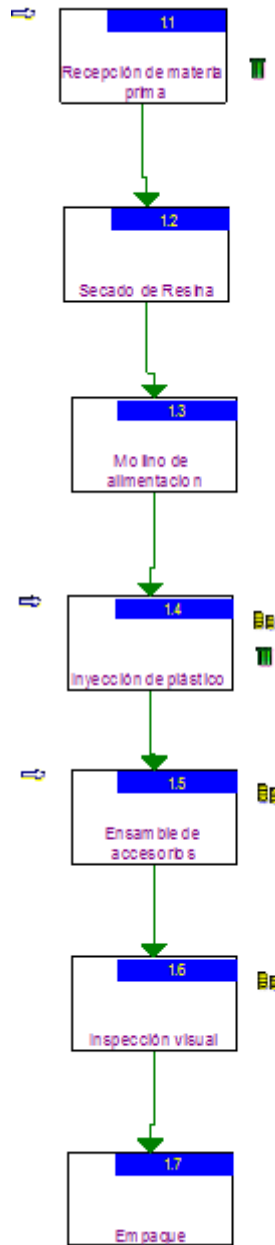 1.1
Recepción de materia
prima
1.2
Secado de Resina
1.3
Molino de
alimentacion
1.4
Inyección de plástico
1.5
Ensamble de
accesorios
1.6
Inspección visual
1.7
Empaque